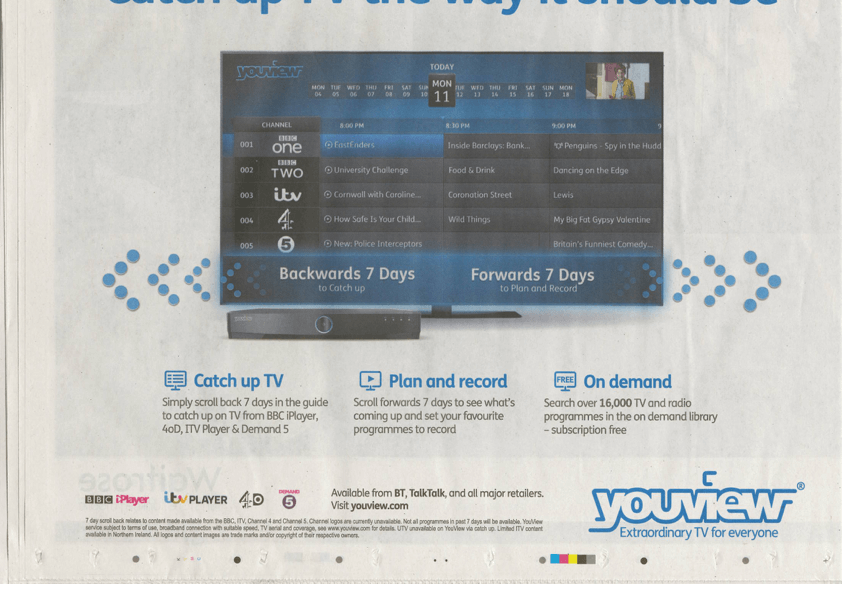 Catch up TV the way it should be
youview
TODAY
MON TUE WED THU FRI SAT SUN MON TUE WED THU FRI SAT SUN MON
04 05 06 07 08 09 10 11 12 13 14 15 16 17 18
CHANNEL 8:00 PM 8:30 PM 9:00 PM 9
001 BBC one EastEnders Inside Barclays: Bank... Penguins - Spy in the Hudd
002 BBC TWO University Challenge Food & Drink Dancing on the Edge
003 itv Cornwall with Caroline... Coronation Street Lewis
004 4 How Safe Is Your Child... Wild Things My Big Fat Gypsy Valentine
005 5 New: Police Interceptors Britain's Funniest Comedy...
Backwards 7 Days
to Catch up
Forwards 7 Days
to Plan and Record
Catch up TV
Simply scroll back 7 days in the guide
to catch up on TV from BBC iPlayer,
4oD, ITV Player & Demand 5
Plan and record
Scroll forwards 7 days to see what's
coming up and set your favourite
programmes to record
FREE On demand
Search over 16,000 TV and radio
programmes in the on demand library
– subscription free
Waitrose
BBC iPlayer itv PLAYER 4oD DEMAND 5
Available from BT, TalkTalk, and all major retailers.
Visit youview.com
youview®
Extraordinary TV for everyone
7 day scroll back relates to content made available from the BBC, ITV, Channel 4 and Channel 5. Channel logos are currently unavailable. Not all programmes in past 7 days will be available. YouView
service subject to terms of use, broadband connection with suitable speed, TV aerial and coverage, see www.youview.com for details. UTV unavailable on YouView via catch up. Limited ITV content
available in Northern Ireland. All logos and content images are trade marks and/or copyright of their respective owners.